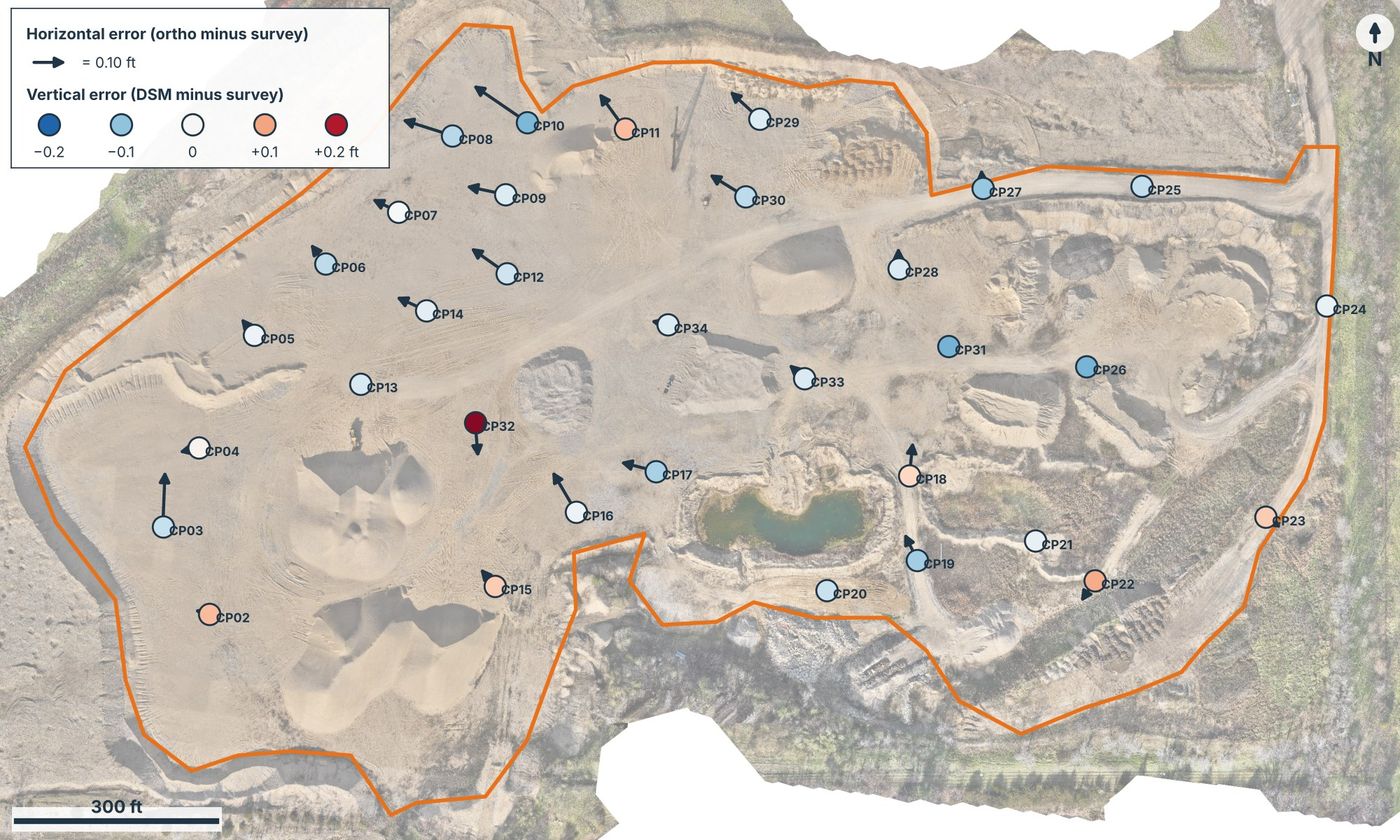 Horizontal error (ortho minus survey)
= 0.10 ft
Vertical error (DSM minus survey)
−0.2 −0.1 0 +0.1 +0.2 ft
N
CP10
CP29
CP11
CP08
CP25
CP27
CP09
CP30
CP07
CP06
CP28
CP12
CP24
CP14
CP34
CP05
CP31
CP26
CP33
CP13
CP32
CP04
CP17
CP18
CP16
CP23
CP03
CP21
CP19
CP22
CP15
CP20
CP02
300 ft